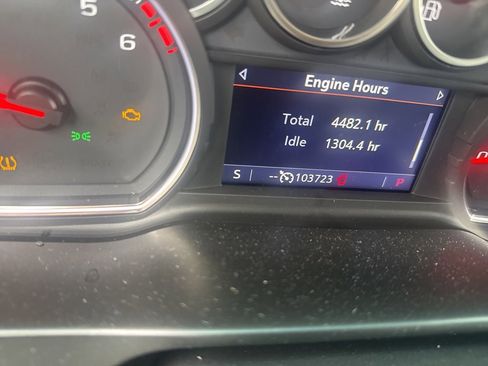 5
6
Engine Hours
Total 4482.1 hr
Idle 1304.4 hr
S --103723 P